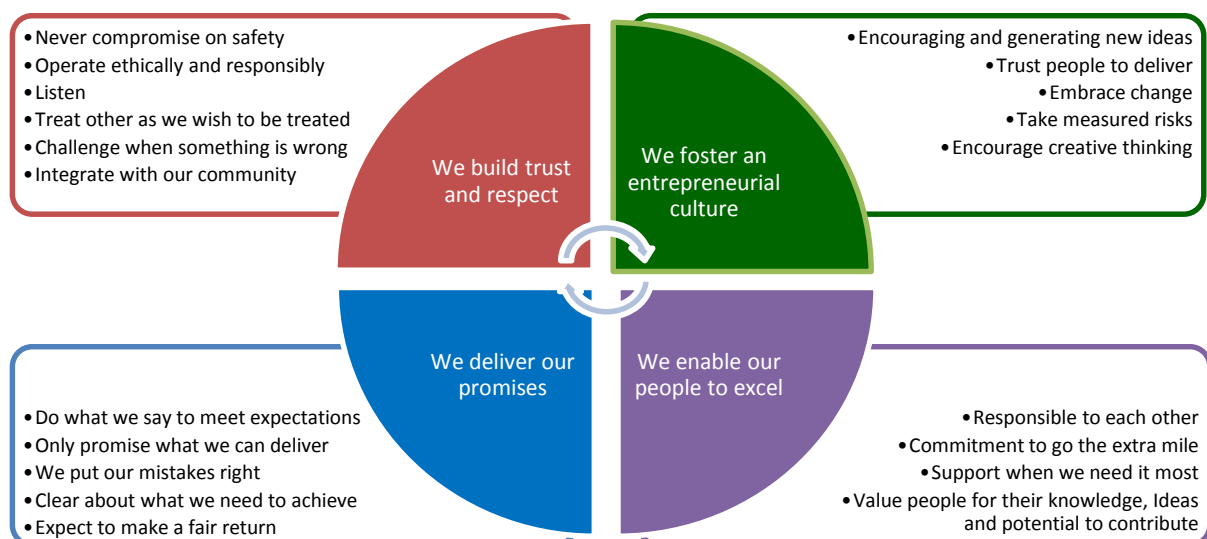 •Never compromise on safety
•Operate ethically and responsibly
•Listen
•Treat other as we wish to be treated
•Challenge when something is wrong
•Integrate with our community
We build trust
and respect
•Encouraging and generating new ideas
•Trust people to deliver
•Embrace change
•Take measured risks
•Encourage creative thinking
We foster an
entrepreneurial
culture
•Do what we say to meet expectations
•Only promise what we can deliver
•We put our mistakes right
•Clear about what we need to achieve
•Expect to make a fair return
We deliver our
promises
We enable our
people to excel
•Responsible to each other
•Commitment to go the extra mile
•Support when we need it most
•Value people for their knowledge, Ideas
and potential to contribute